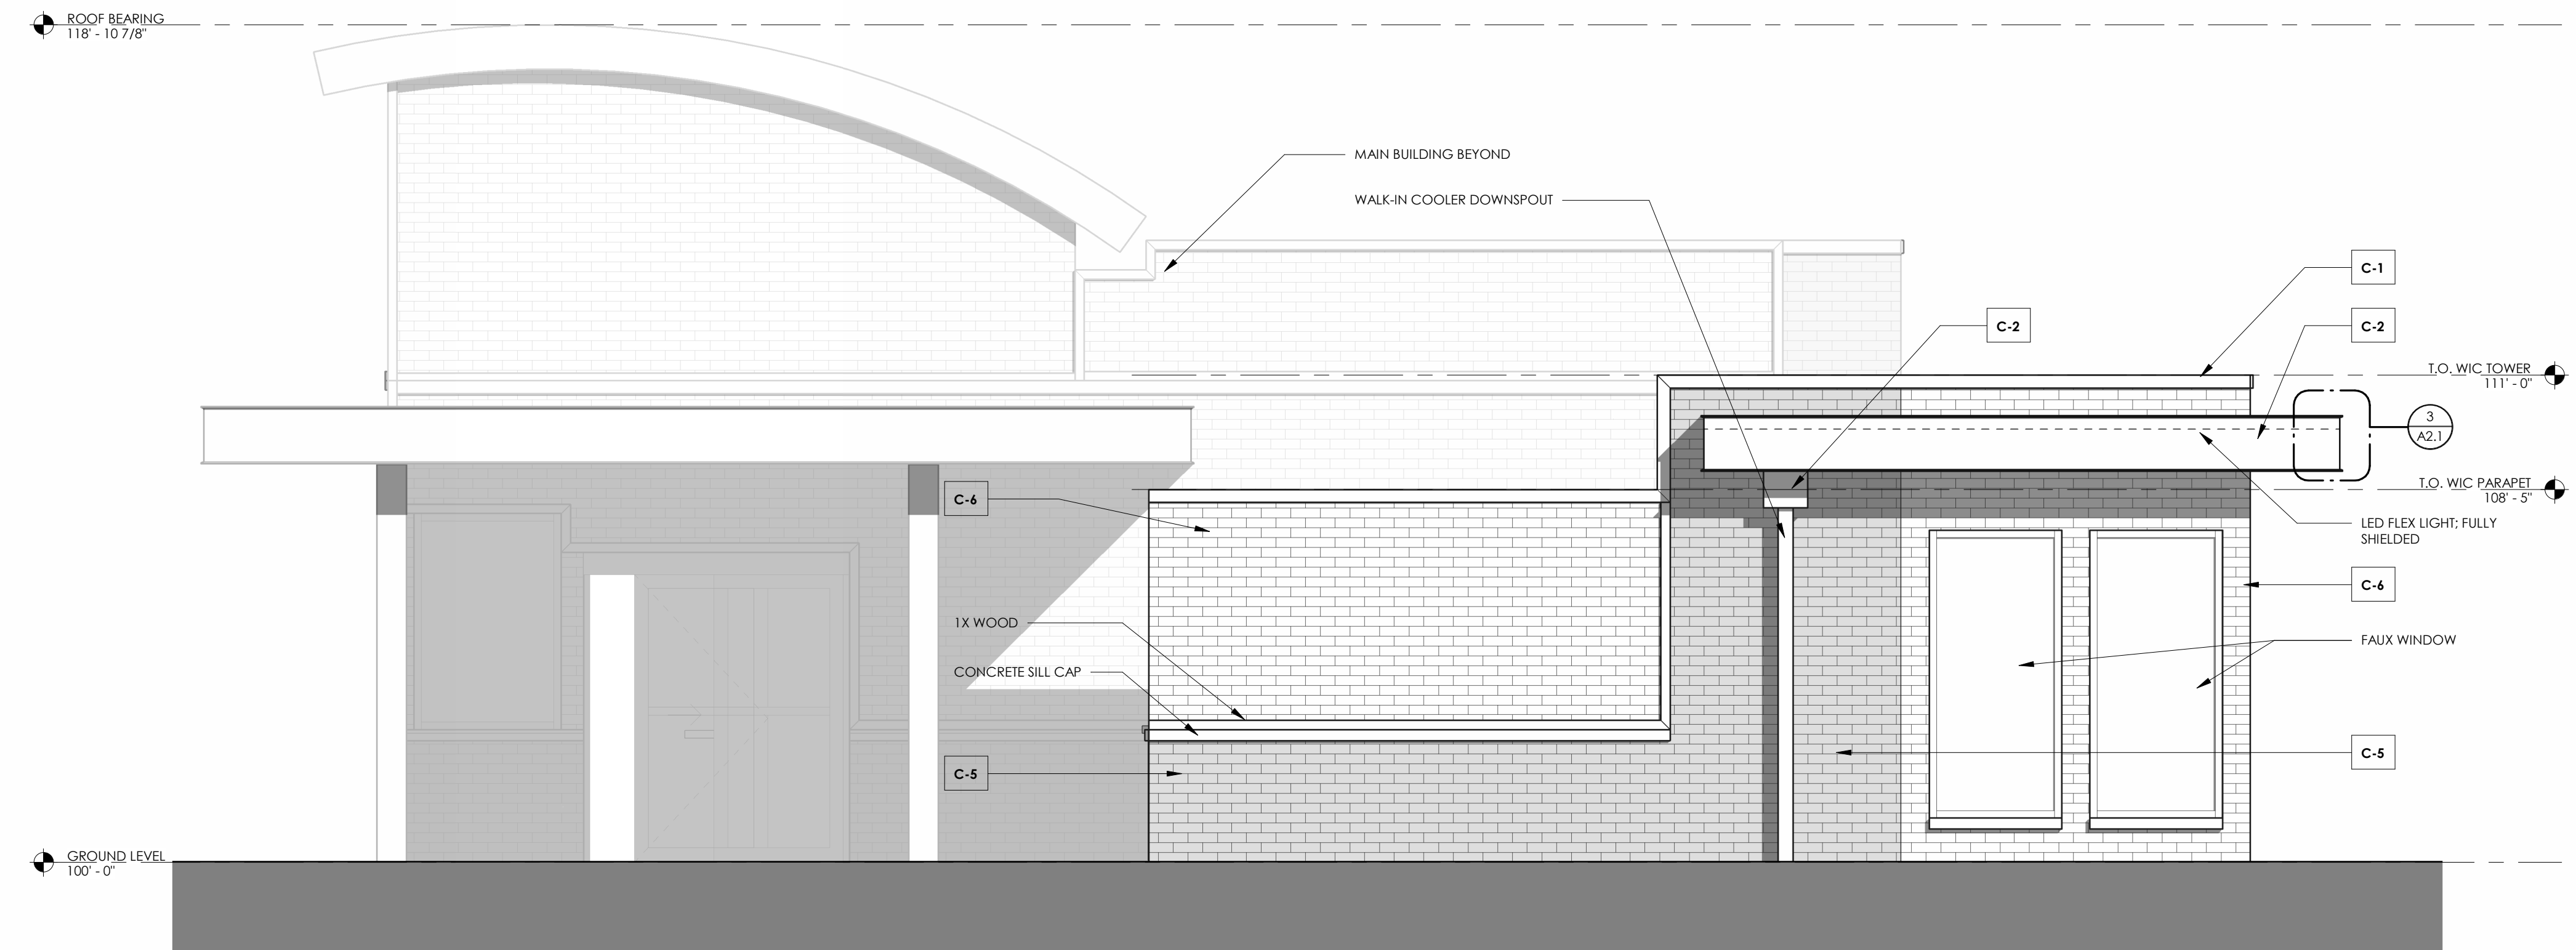 ROOF BEARING
118' - 10 7/8"
MAIN BUILDING BEYOND
WALK-IN COOLER DOWNSPOUT
C-1
C-2
C-2
T.O. WIC TOWER
111' - 0"
3
A2.1
T.O. WIC PARAPET
108' - 5"
C-6
LED FLEX LIGHT; FULLY
SHIELDED
C-6
1X WOOD
FAUX WINDOW
CONCRETE SILL CAP
C-5
C-5
GROUND LEVEL
100' - 0"